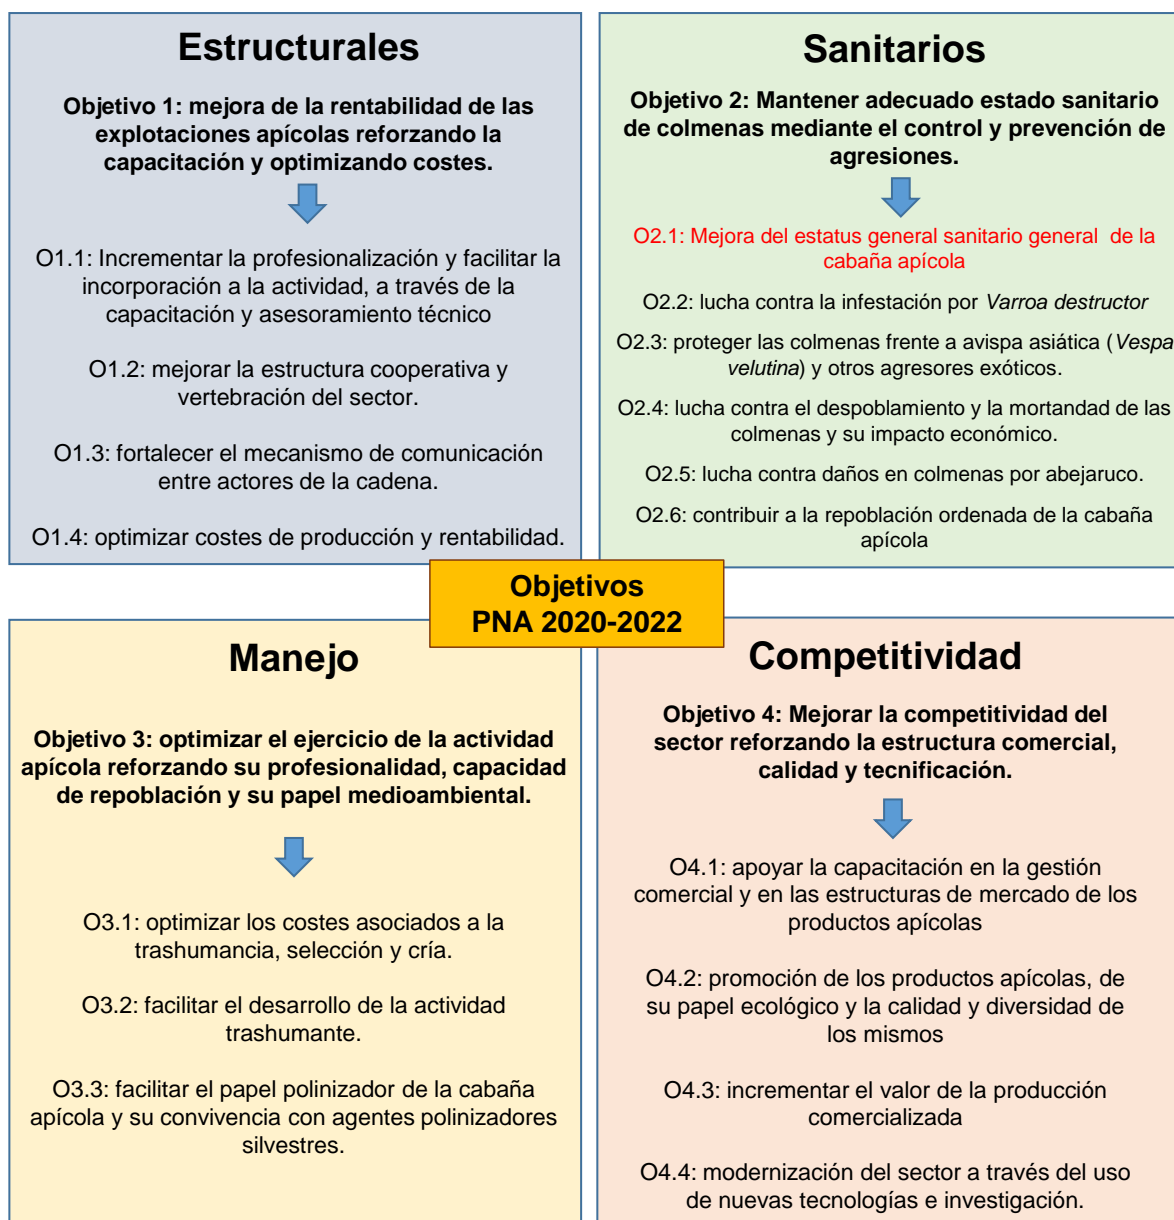 Estructurales
Objetivo 1: mejora de la rentabilidad de las
explotaciones apícolas reforzando la
capacitación y optimizando costes.
O1.1: Incrementar la profesionalización y facilitar la
incorporación a la actividad, a través de la
capacitación y asesoramiento técnico
O1.2: mejorar la estructura cooperativa y
vertebración del sector.
O1.3: fortalecer el mecanismo de comunicación
entre actores de la cadena.
O1.4: optimizar costes de producción y rentabilidad.
Sanitarios
Objetivo 2: Mantener adecuado estado sanitario
de colmenas mediante el control y prevención de
agresiones.
O2.1: Mejora del estatus general sanitario general de la
cabaña apícola
O2.2: lucha contra la infestación por Varroa destructor
O2.3: proteger las colmenas frente a avispa asiática (Vespa
velutina) y otros agresores exóticos.
O2.4: lucha contra el despoblamiento y la mortandad de las
colmenas y su impacto económico.
O2.5: lucha contra daños en colmenas por abejaruco.
O2.6: contribuir a la repoblación ordenada de la cabaña
apícola
Objetivos
PNA 2020-2022
Manejo
Objetivo 3: optimizar el ejercicio de la actividad
apícola reforzando su profesionalidad, capacidad
de repoblación y su papel medioambiental.
O3.1: optimizar los costes asociados a la
trashumancia, selección y cría.
O3.2: facilitar el desarrollo de la actividad
trashumante.
O3.3: facilitar el papel polinizador de la cabaña
apícola y su convivencia con agentes polinizadores
silvestres.
Competitividad
Objetivo 4: Mejorar la competitividad del
sector reforzando la estructura comercial,
calidad y tecnificación.
O4.1: apoyar la capacitación en la gestión
comercial y en las estructuras de mercado de los
productos apícolas
O4.2: promoción de los productos apícolas, de
su papel ecológico y la calidad y diversidad de
los mismos
O4.3: incrementar el valor de la producción
comercializada
O4.4: modernización del sector a través del uso
de nuevas tecnologías e investigación.